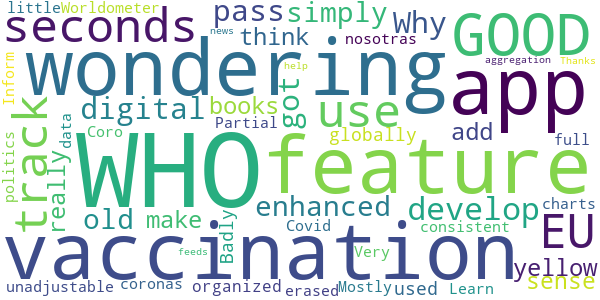 little Worldometer pass simply Why GOOD
seconds news think nosotras aggregation Thanks
wondering help app
Inform digital got use
track books
Partial add
politics really data Coro WHO globally feature full
old make enhanced develop EU charts
Badly Covid consistent
vaccination Very yellow
feeds sense
unadjustable coronas organized erased Mostly used Learn